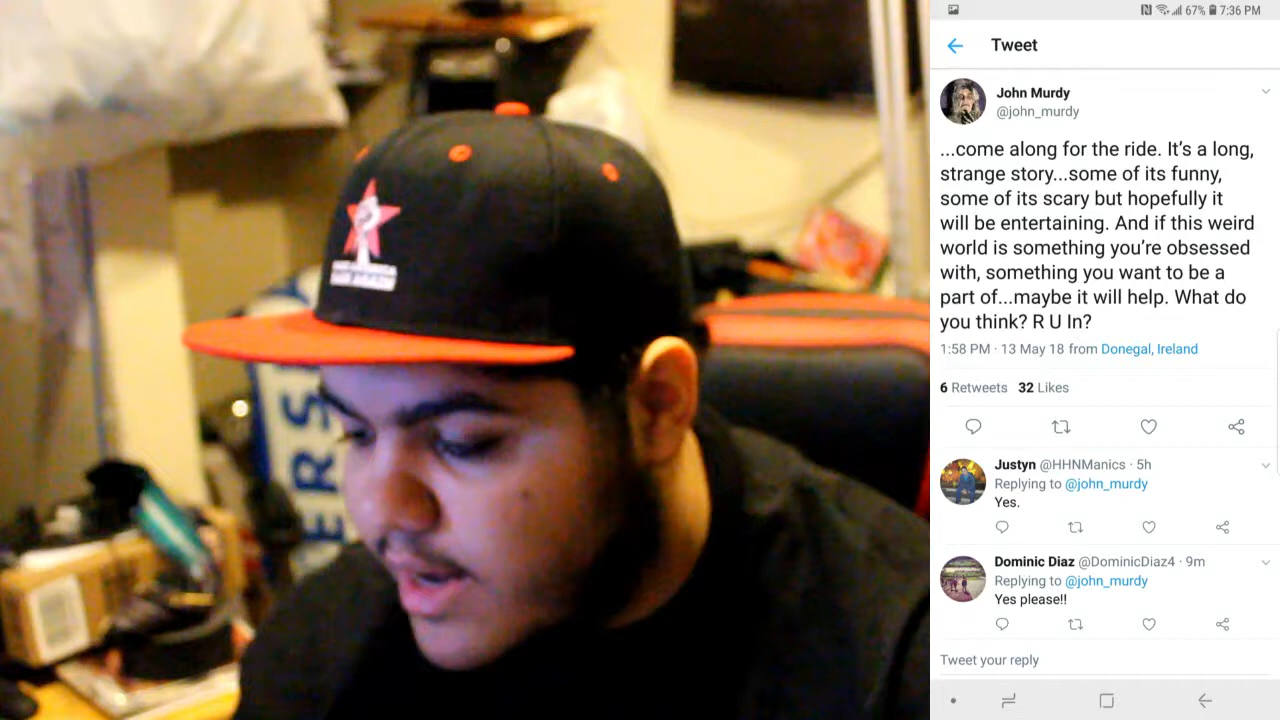 ERS
67% 7:36 PM
Tweet
John Murdy
@john_murdy
...come along for the ride. It's a long,
strange story...some of its funny,
some of its scary but hopefully it
will be entertaining. And if this weird
world is something you're obsessed
with, something you want to be a
part of...maybe it will help. What do
you think? R U In?
1:58 PM · 13 May 18 from Donegal, Ireland
6 Retweets 32 Likes
Justyn @HHNManics · 5h
Replying to @john_murdy
Yes.
Dominic Diaz @DominicDiaz4 · 9m
Replying to @john_murdy
Yes please!!
Tweet your reply